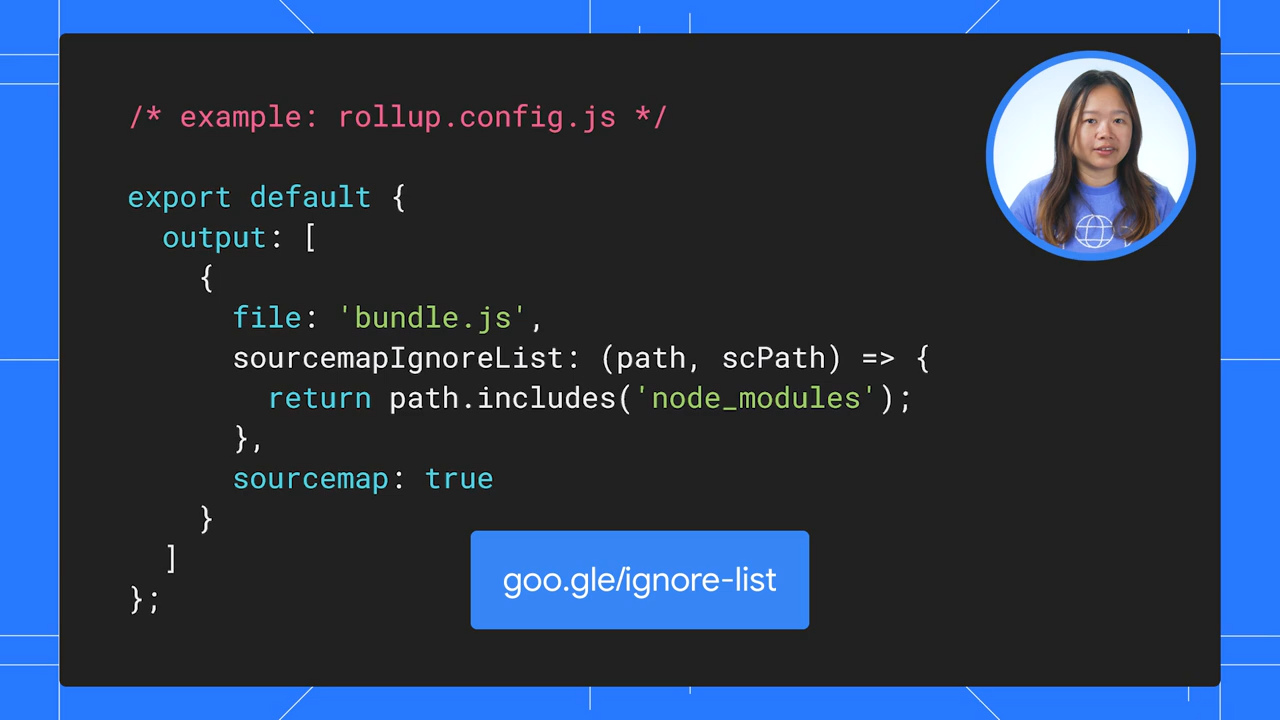 /* example: rollup.config.js */
export default {
output: [
{
file: 'bundle.js',
sourcemapIgnoreList: (path, scPath) => {
return path.includes('node_modules');
},
sourcemap: true
}
]
};
goo.gle/ignore-list